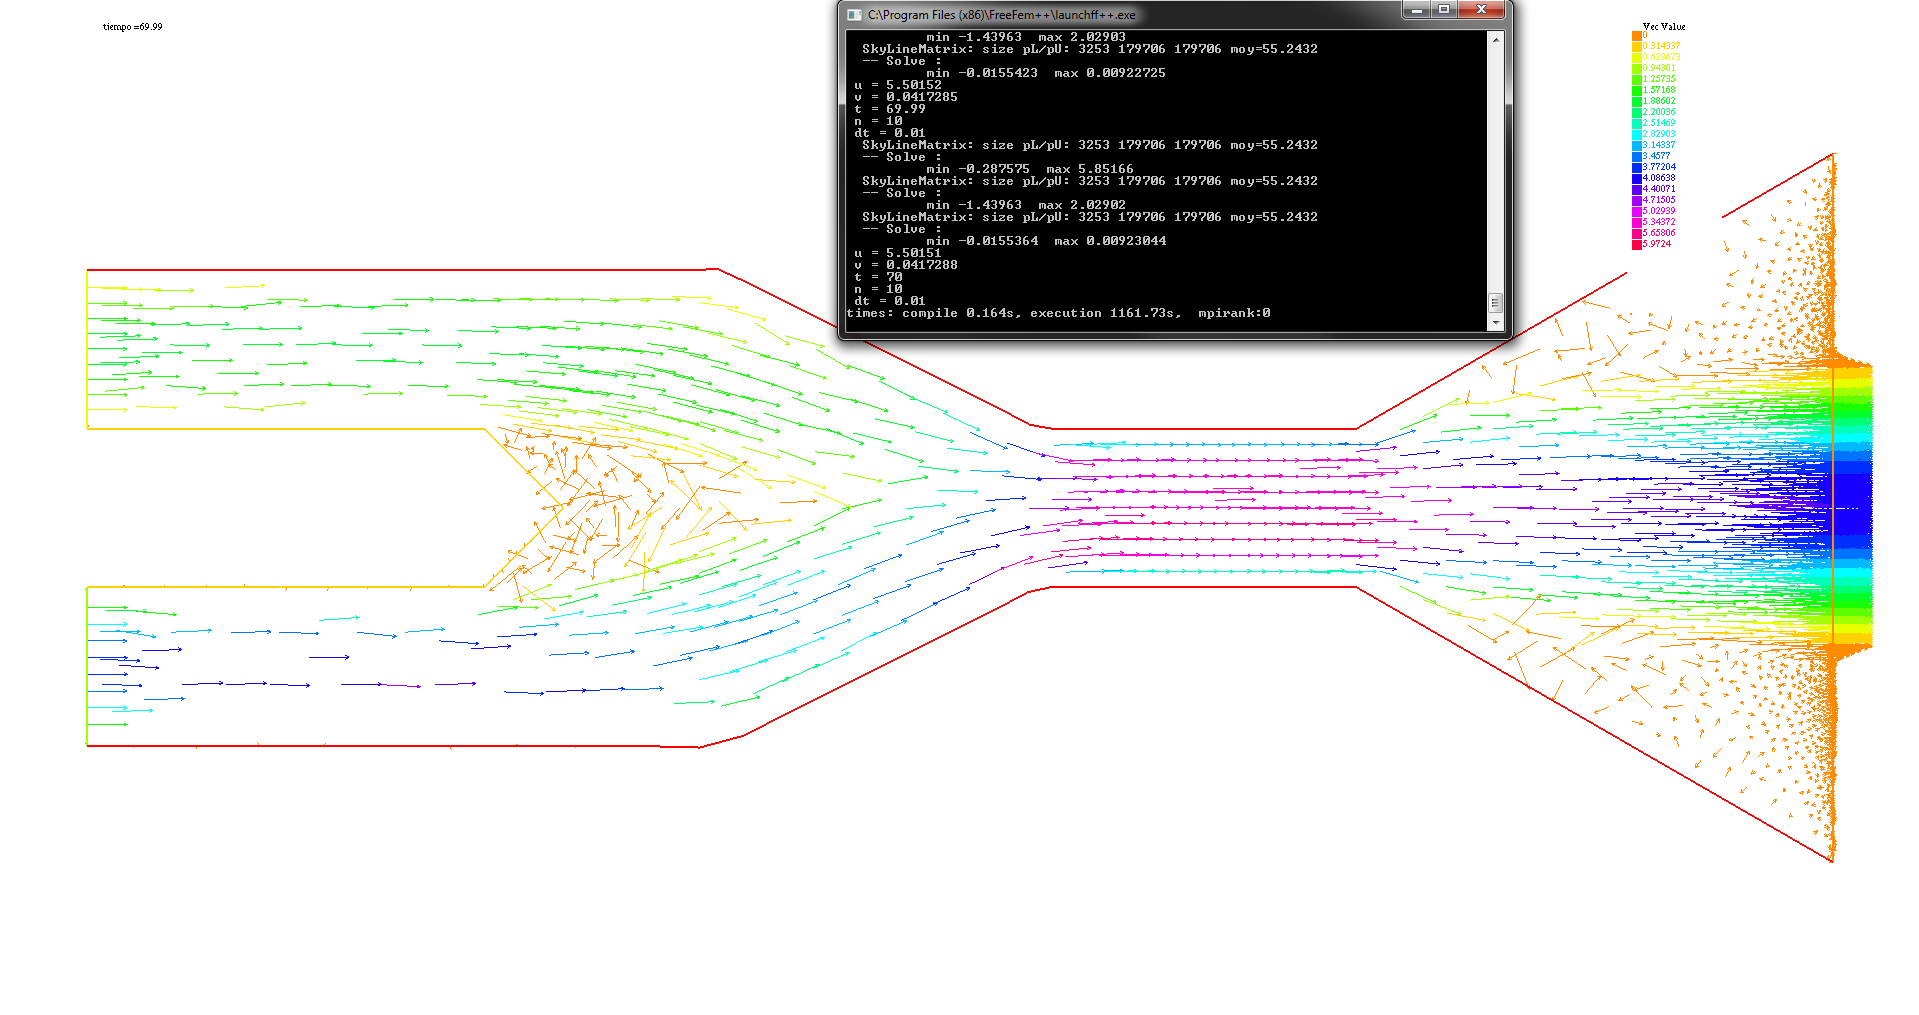 tiempo =69.99
C:\Program Files (x86)\FreeFem++\launchff++.exe
min -1.43963 max 2.02903
SkyLineMatrix: size pL/pU: 3253 179706 179706 moy=55.2432
-- Solve :
min -0.0155423 max 0.00922725
u = 5.50152
v = 0.0417285
t = 69.99
n = 10
dt = 0.01
SkyLineMatrix: size pL/pU: 3253 179706 179706 moy=55.2432
-- Solve :
min -0.287575 max 5.85166
SkyLineMatrix: size pL/pU: 3253 179706 179706 moy=55.2432
-- Solve :
min -1.43963 max 2.02902
SkyLineMatrix: size pL/pU: 3253 179706 179706 moy=55.2432
-- Solve :
min -0.0155364 max 0.00923044
u = 5.50151
v = 0.0417288
t = 70
n = 10
dt = 0.01
times: compile 0.164s, execution 1161.73s, mpirank:0
Vec Value
0
0.314337
0.628673
0.94301
1.25735
1.57168
1.88602
2.20036
2.51469
2.82903
3.14337
3.4577
3.77204
4.08638
4.40071
4.71505
5.02939
5.34372
5.65806
5.9724